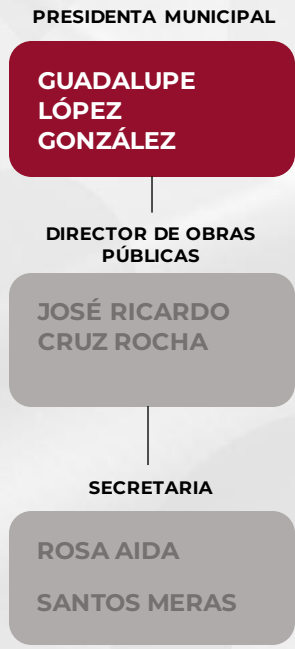 PRESIDENTA MUNICIPAL
GUADALUPE
LÓPEZ
GONZÁLEZ
DIRECTOR DE OBRAS
PÚBLICAS
JOSÉ RICARDO
CRUZ ROCHA
SECRETARIA
ROSA AIDA
SANTOS MERAS